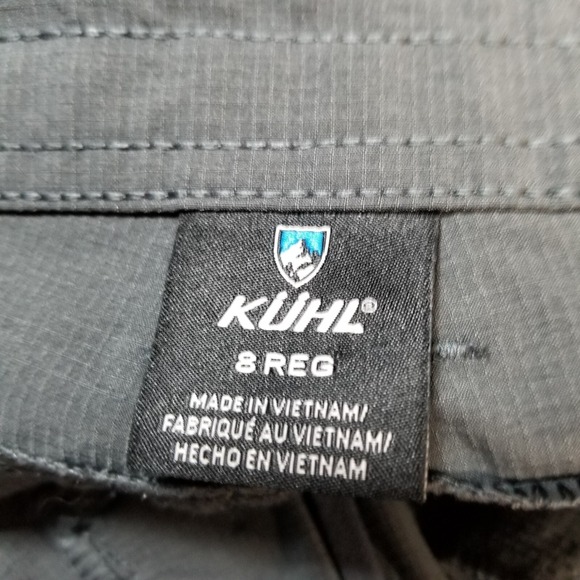 KÜHL®
8 REG
MADE IN VIETNAM/
FABRIQUÉ AU VIETNAM/
HECHO EN VIETNAM